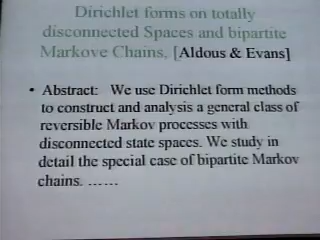 Dirichlet forms on totally
disconnected Spaces and bipartite
Markove Chains, [Aldous & Evans]
• Abstract: We use Dirichlet form methods
to construct and analysis a general class of
reversible Markov processes with
disconnected state spaces. We study in
detail the special case of bipartite Markov
chains. ......